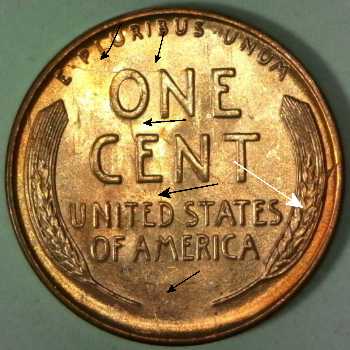 E·PLURIBUS·UNUM
ONE
CENT
UNITED STATES
OF AMERICA